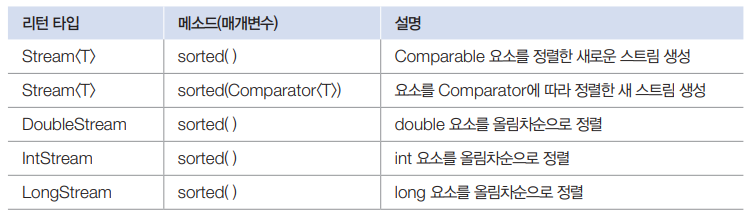 리턴 타입 메소드(매개변수) 설명
Stream〈T〉 sorted( ) Comparable 요소를 정렬한 새로운 스트림 생성
Stream〈T〉 sorted(Comparator〈T〉) 요소를 Comparator에 따라 정렬한 새 스트림 생성
DoubleStream sorted( ) double 요소를 올림차순으로 정렬
IntStream sorted( ) int 요소를 올림차순으로 정렬
LongStream sorted( ) long 요소를 올림차순으로 정렬